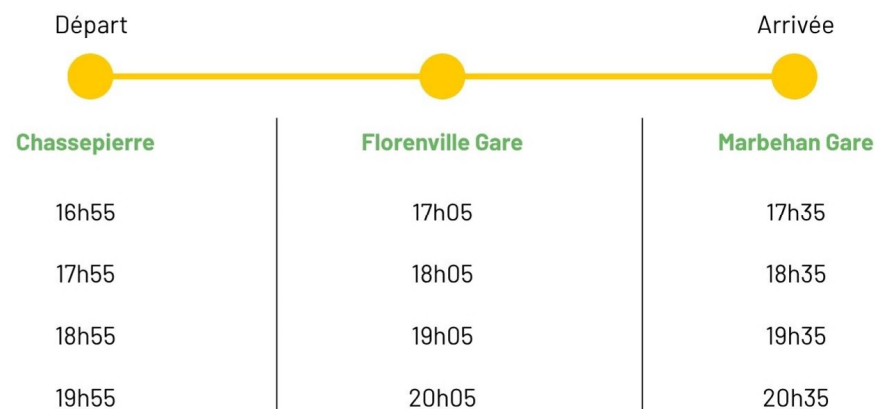 Départ Arrivée
Chassepierre Florenville Gare Marbehan Gare
16h55 17h05 17h35
17h55 18h05 18h35
18h55 19h05 19h35
19h55 20h05 20h35